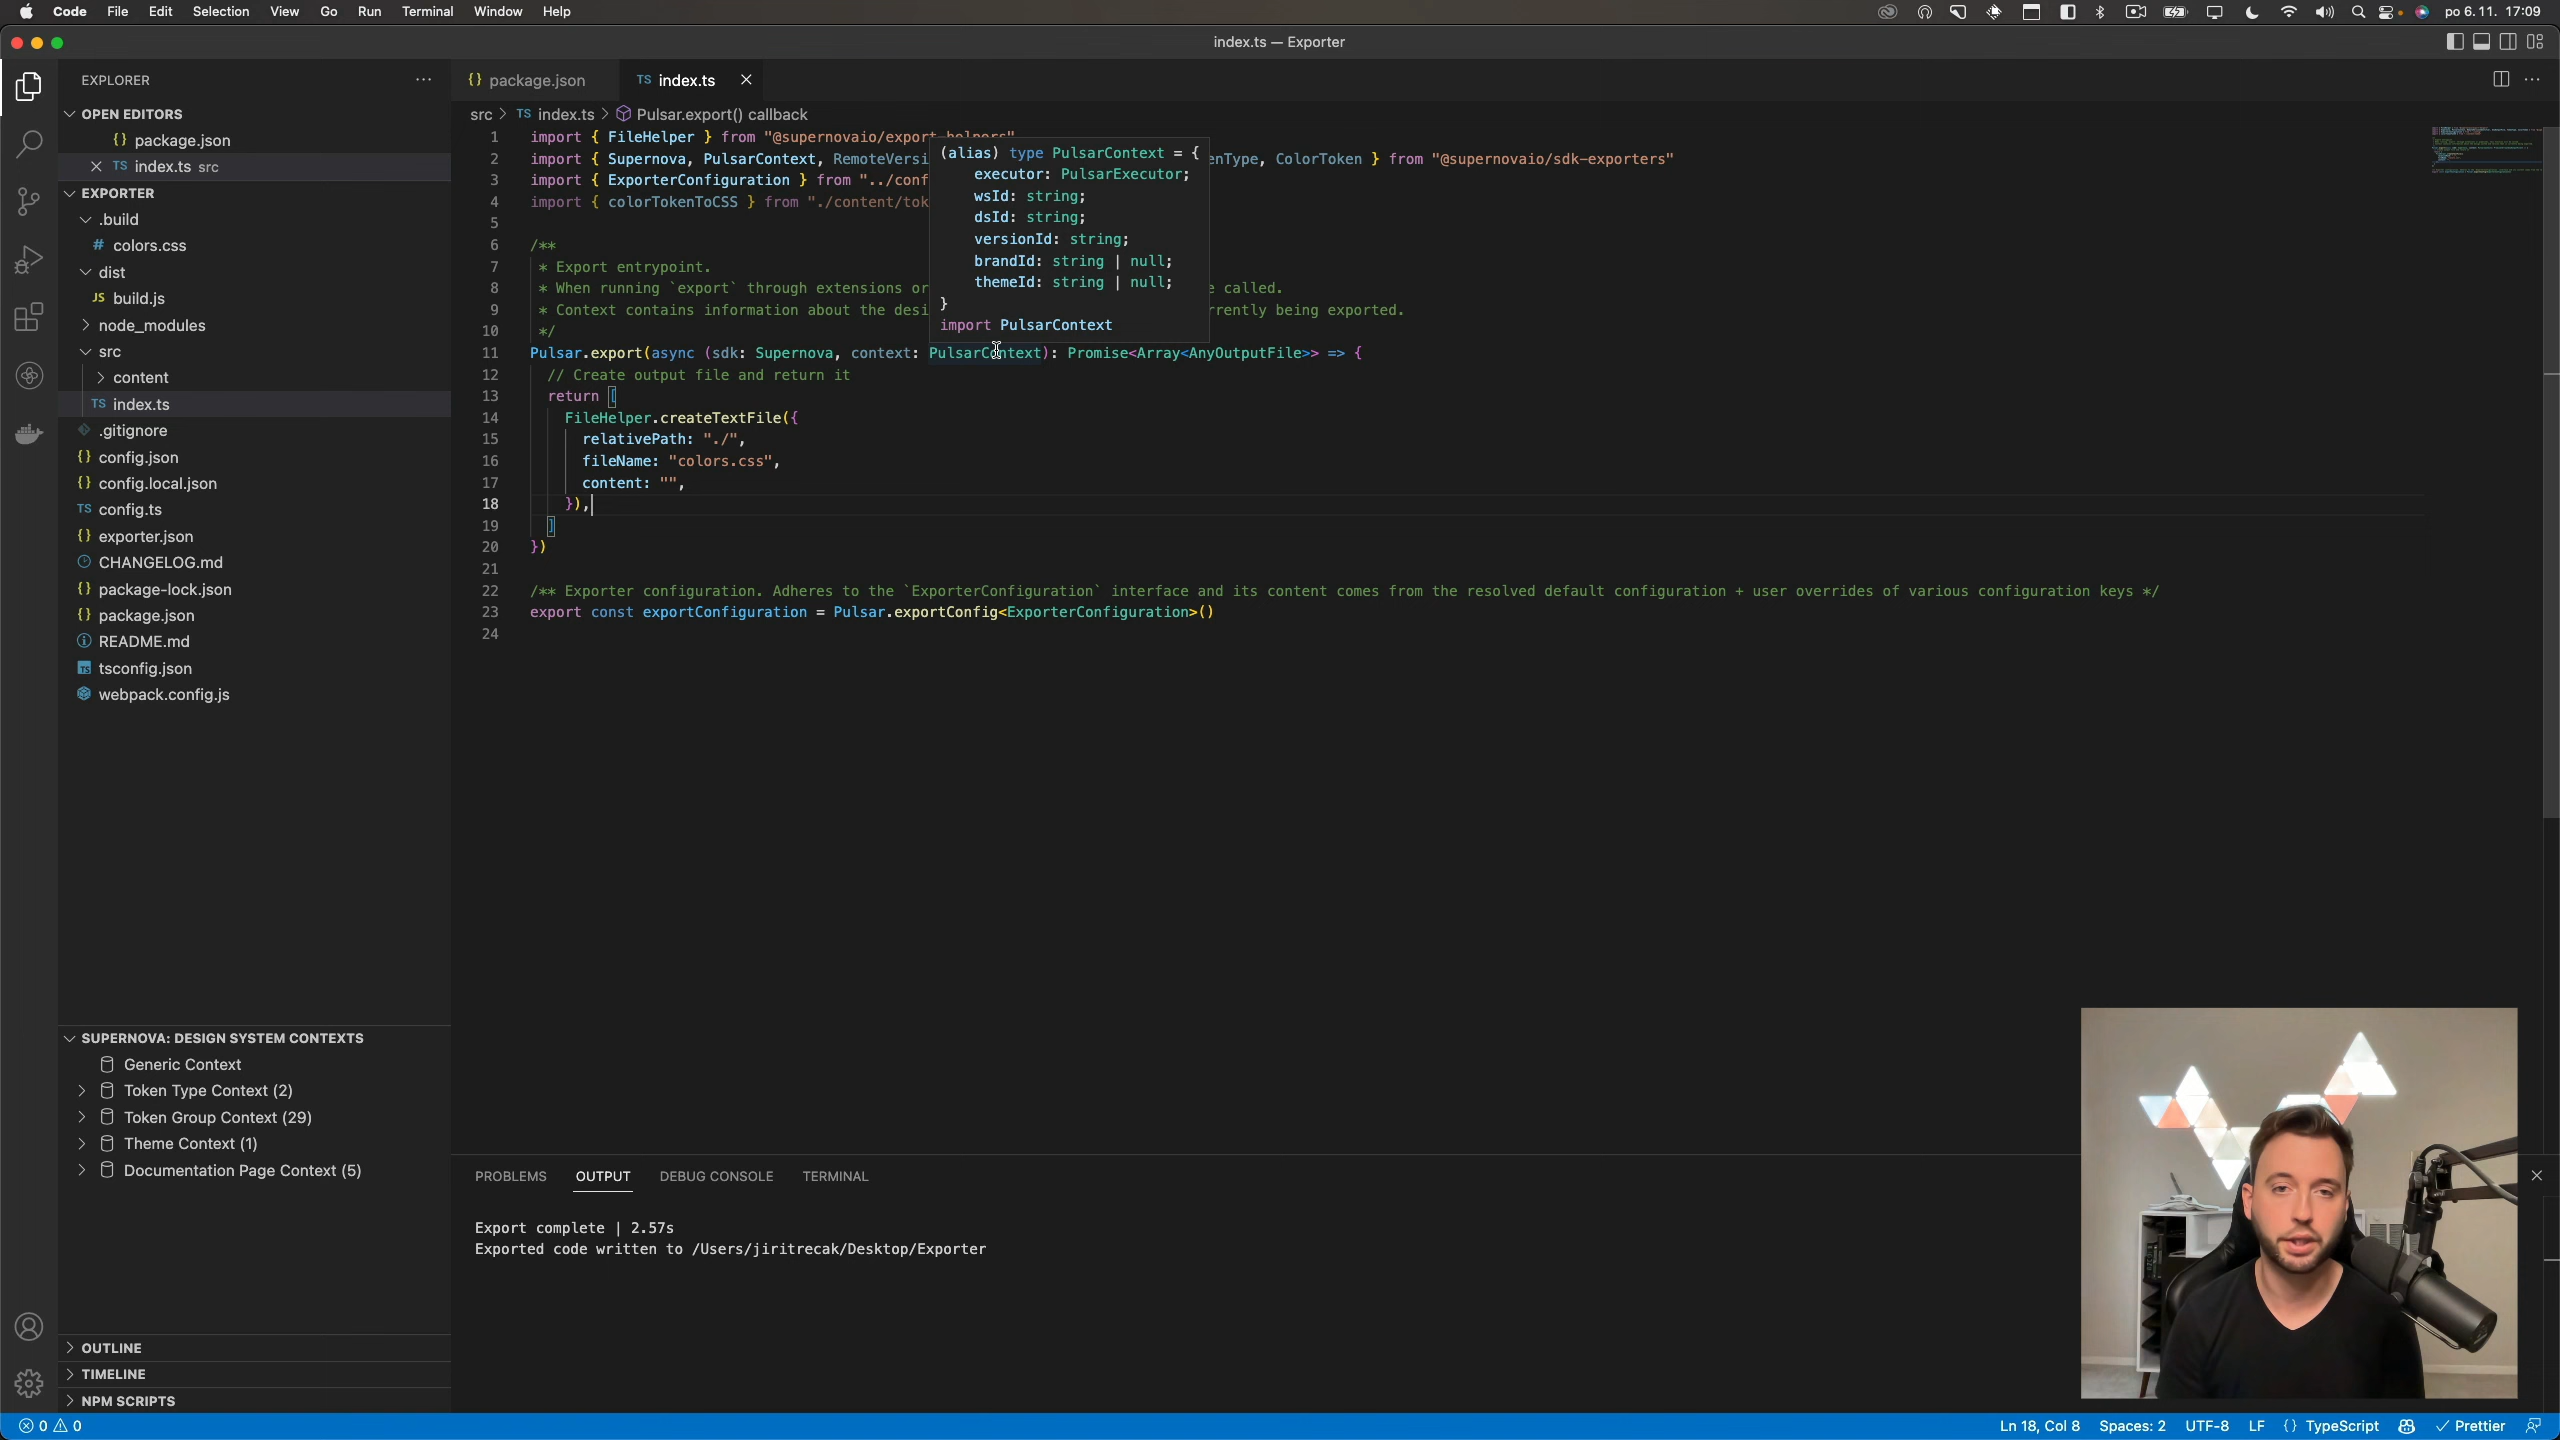 Code File Edit Selection View Go Run Terminal Window Help
po 6. 11. 17:09
index.ts — Exporter
EXPLORER
OPEN EDITORS
{} package.json
TS index.ts src
EXPORTER
.build
# colors.css
dist
JS build.js
node_modules
src
content
TS index.ts
.gitignore
{} config.json
{} config.local.json
TS config.ts
{} exporter.json
CHANGELOG.md
{} package-lock.json
{} package.json
README.md
TS tsconfig.json
webpack.config.js
SUPERNOVA: DESIGN SYSTEM CONTEXTS
Generic Context
Token Type Context (2)
Token Group Context (29)
Theme Context (1)
Documentation Page Context (5)
OUTLINE
TIMELINE
NPM SCRIPTS
{} package.json TS index.ts
src > TS index.ts > Pulsar.export() callback
1 import { FileHelper } from "@supernovaio/export-helpers"
2 import { Supernova, PulsarContext, RemoteVersi enType, ColorToken } from "@supernovaio/sdk-exporters"
3 import { ExporterConfiguration } from "../conf
4 import { colorTokenToCSS } from "./content/tok
5
6 /**
7 * Export entrypoint.
8 * When running `export` through extensions or e called.
9 * Context contains information about the desi rrently being exported.
10 */
11 Pulsar.export(async (sdk: Supernova, context: PulsarContext): Promise<Array<AnyOutputFile>> => {
12 // Create output file and return it
13 return [
14 FileHelper.createTextFile({
15 relativePath: "./",
16 fileName: "colors.css",
17 content: "",
18 }),
19 ]
20 })
21
22 /** Exporter configuration. Adheres to the `ExporterConfiguration` interface and its content comes from the resolved default configuration + user overrides of various configuration keys */
23 export const exportConfiguration = Pulsar.exportConfig<ExporterConfiguration>()
24
(alias) type PulsarContext = {
executor: PulsarExecutor;
wsId: string;
dsId: string;
versionId: string;
brandId: string | null;
themeId: string | null;
}
import PulsarContext
PROBLEMS OUTPUT DEBUG CONSOLE TERMINAL
Export complete | 2.57s
Exported code written to /Users/jiritrecak/Desktop/Exporter
0 0
Ln 18, Col 8 Spaces: 2 UTF-8 LF {} TypeScript Prettier